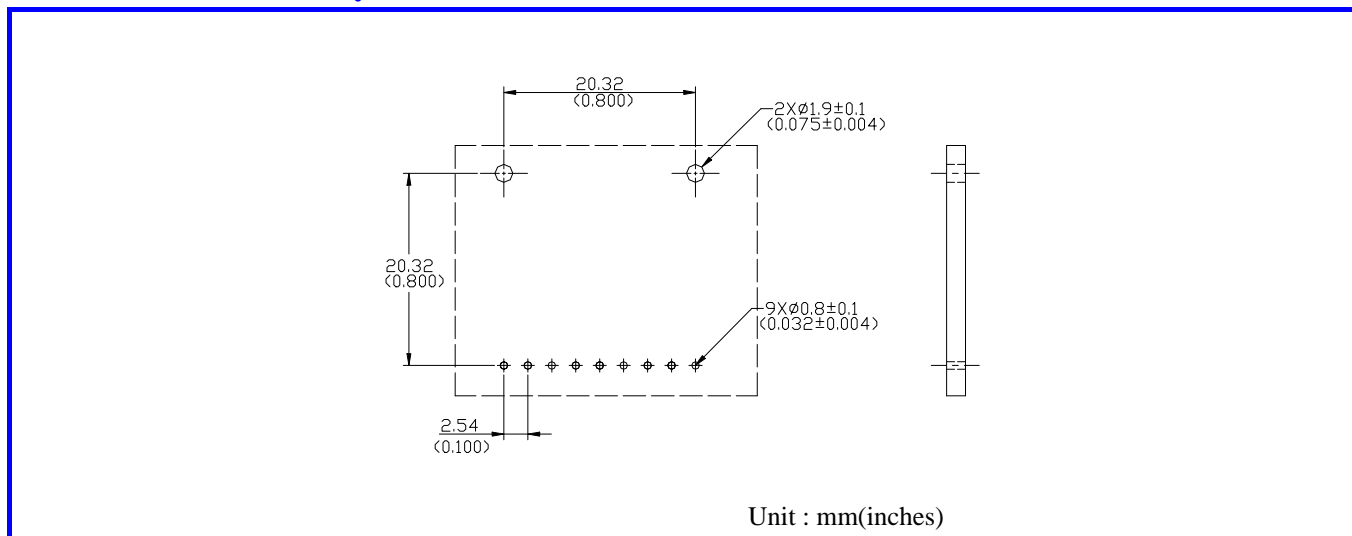 20.32
(0.800)
2XØ1.9±0.1
(0.075±0.004)
20.32
(0.800)
9XØ0.8±0.1
(0.032±0.004)
2.54
(0.100)
Unit : mm(inches)